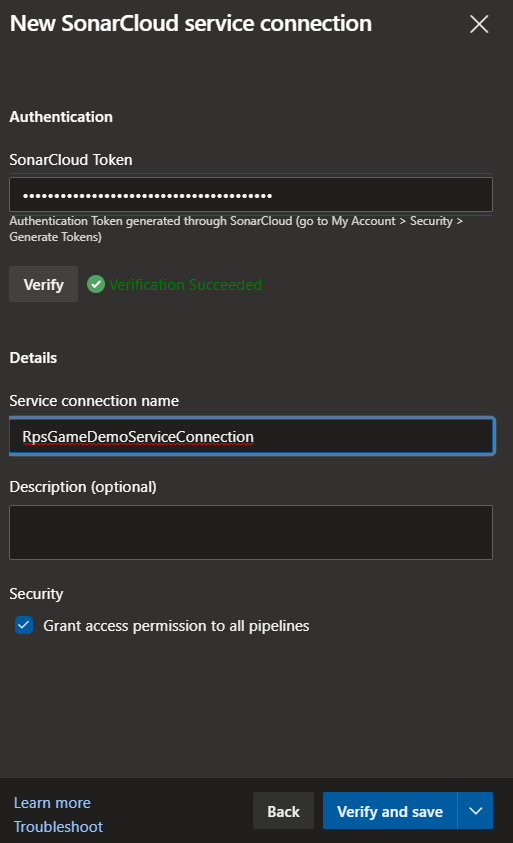 New SonarCloud service connection
Authentication
SonarCloud Token
••••••••••••••••••••••••••••••••••••••••
Authentication Token generated through SonarCloud (go to My Account > Security >
Generate Tokens)
Verify
Verification Succeeded
Details
Service connection name
RpsGameDemoServiceConnection
Description (optional)
Security
Grant access permission to all pipelines
Learn more
Troubleshoot
Back
Verify and save